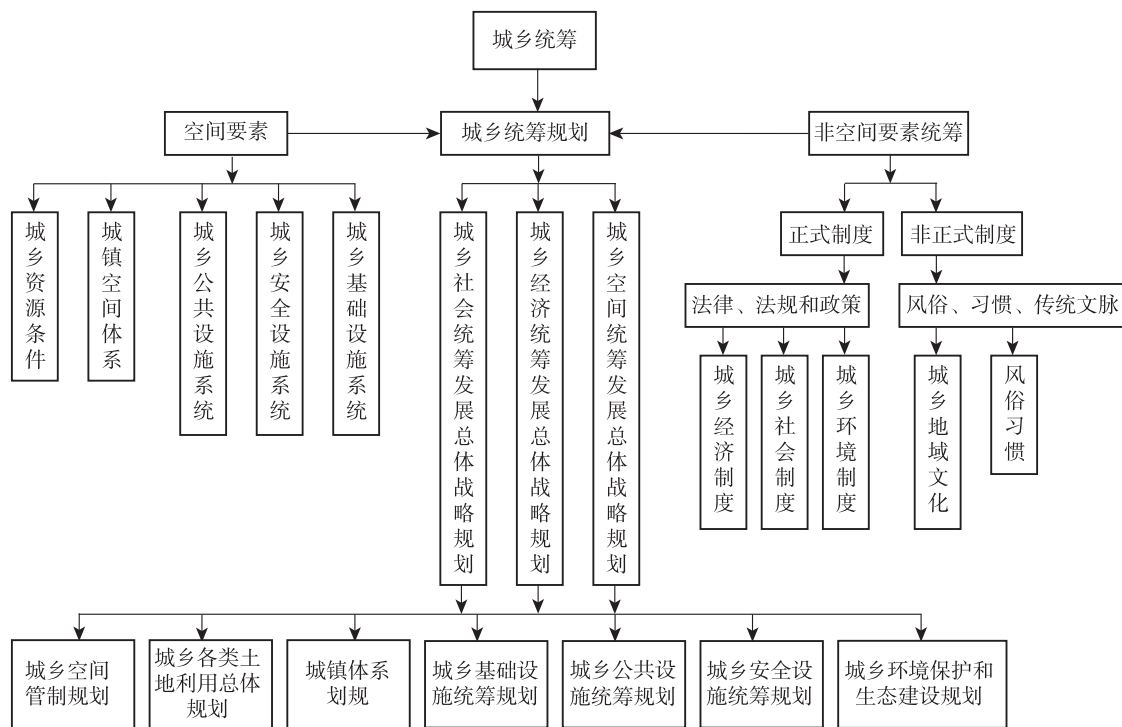 城乡统筹
空间要素
城乡统筹规划
非空间要素统筹
城乡资源条件
城镇空间体系
城乡公共设施系统
城乡安全设施系统
城乡基础设施系统
城乡社会统筹发展总体战略规划
城乡经济统筹发展总体战略规划
城乡空间统筹发展总体战略规划
正式制度
非正式制度
法律、法规和政策
风俗、习惯、传统文脉
城乡经济制度
城乡社会制度
城乡环境制度
城乡地域文化
风俗习惯
城乡空间
管制规划
城乡各类土
地利用总体
规划
城镇体系
划规
城乡基础设
施统筹规划
城乡公共设
施统筹规划
城乡安全设
施统筹规划
城乡环境保护和
生态建设规划